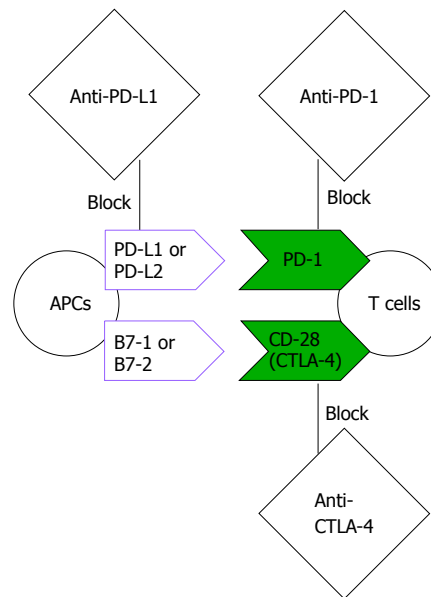 Anti-PD-L1
Anti-PD-1
Block
Block
PD-L1 or
PD-L2
PD-1
APCs
T cells
B7-1 or
B7-2
CD-28
(CTLA-4)
Block
Anti-
CTLA-4